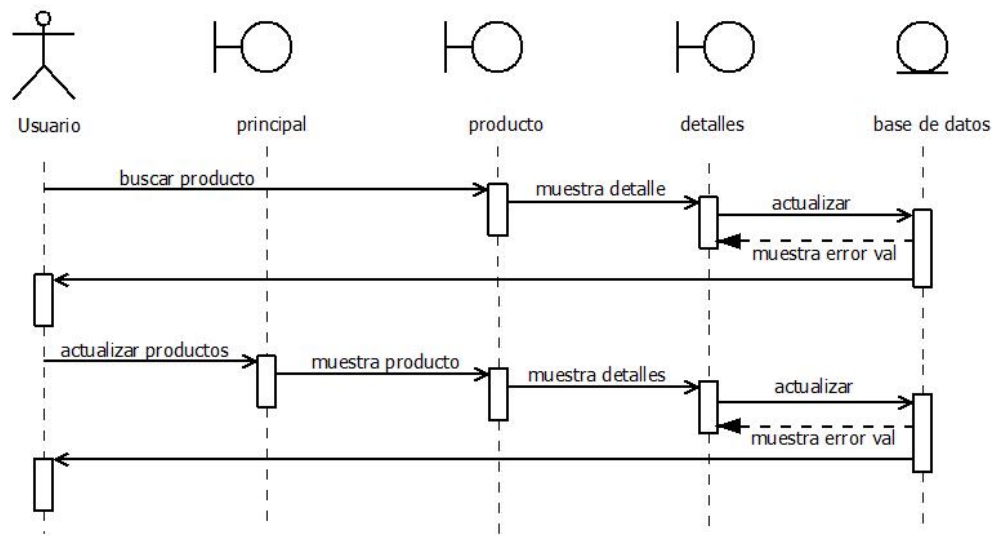 Usuario
principal
producto
detalles
base de datos
buscar producto
muestra detalle
actualizar
muestra error val
actualizar productos
muestra producto
muestra detalles
actualizar
muestra error val